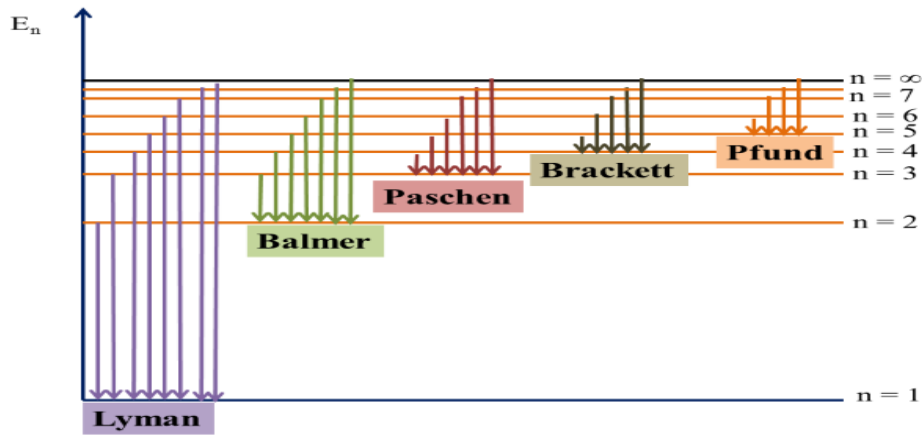 Eₙ
n = ∞
n = 7
n = 6
n = 5
n = 4
n = 3
n = 2
n = 1
Pfund
Brackett
Paschen
Balmer
Lyman